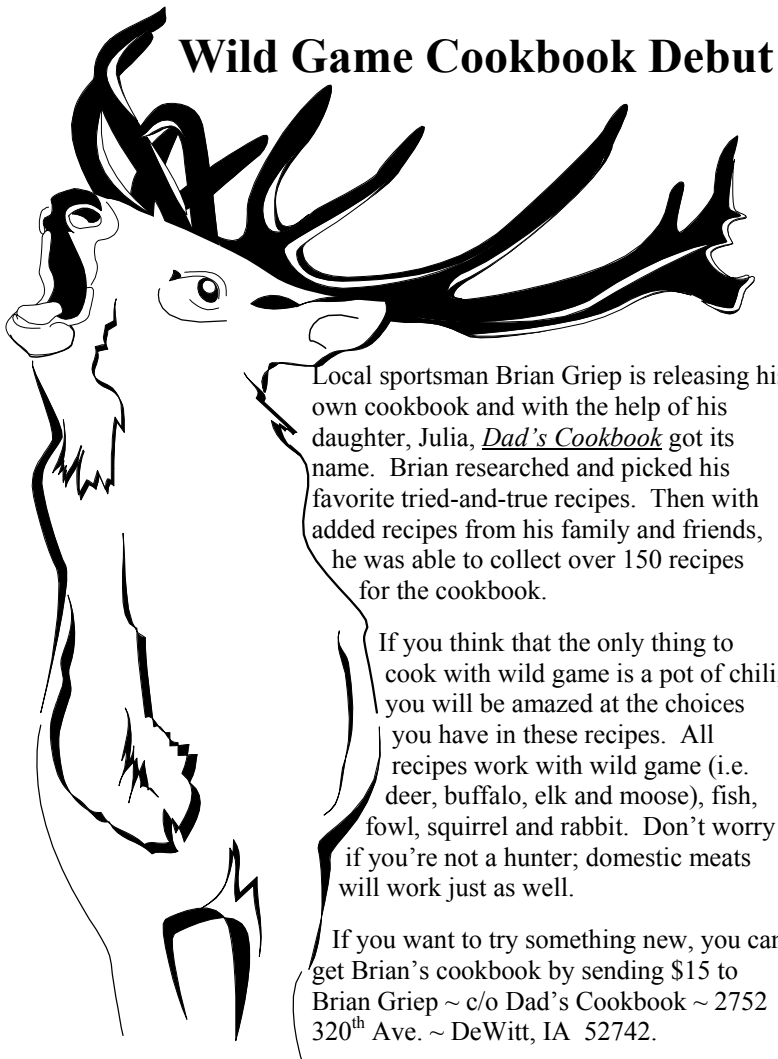 Wild Game Cookbook Debut
Local sportsman Brian Griep is releasing his
own cookbook and with the help of his
daughter, Julia, Dad's Cookbook got its
name.  Brian researched and picked his
favorite tried-and-true recipes.  Then with
added recipes from his family and friends,
he was able to collect over 150 recipes
for the cookbook.
If you think that the only thing to
cook with wild game is a pot of chili,
you will be amazed at the choices
you have in these recipes.  All
recipes work with wild game (i.e.
deer, buffalo, elk and moose), fish,
fowl, squirrel and rabbit.  Don't worry
if you're not a hunter; domestic meats
will work just as well.
If you want to try something new, you can
get Brian's cookbook by sending $15 to
Brian Griep ~ c/o Dad's Cookbook ~ 2752
320th Ave. ~ DeWitt, IA  52742.